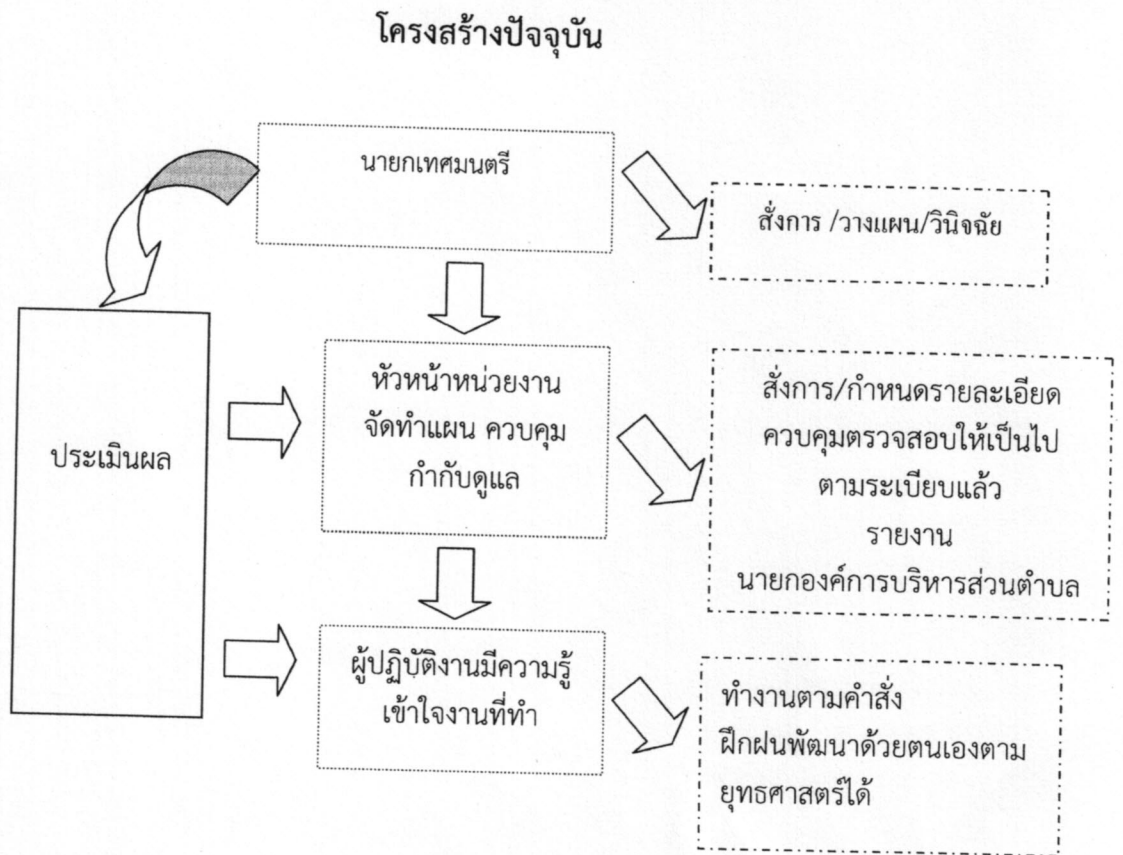 โครงสร้างปัจจุบัน
นายกเทศมนตรี
สั่งการ /วางแผน/วินิจฉัย
หัวหน้าหน่วยงาน
จัดทำแผน ควบคุม
กำกับดูแล
สั่งการ/กำหนดรายละเอียด
ควบคุมตรวจสอบให้เป็นไป
ตามระเบียบแล้ว
รายงาน
นายกองค์การบริหารส่วนตำบล
ประเมินผล
ผู้ปฏิบัติงานมีความรู้
เข้าใจงานที่ทำ
ทำงานตามคำสั่ง
ฝึกฝนพัฒนาด้วยตนเองตาม
ยุทธศาสตร์ได้